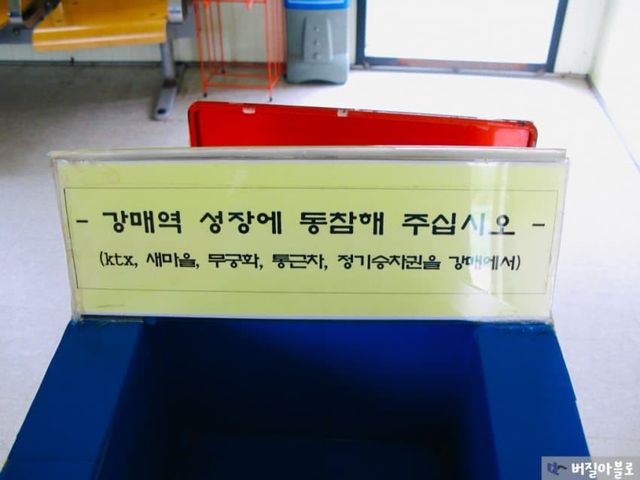 - 강매역 성장에 동참해 주십시오 -
(ktx, 새마을, 무궁화, 통근차, 정기승차권을 강매에서)
버질아블로